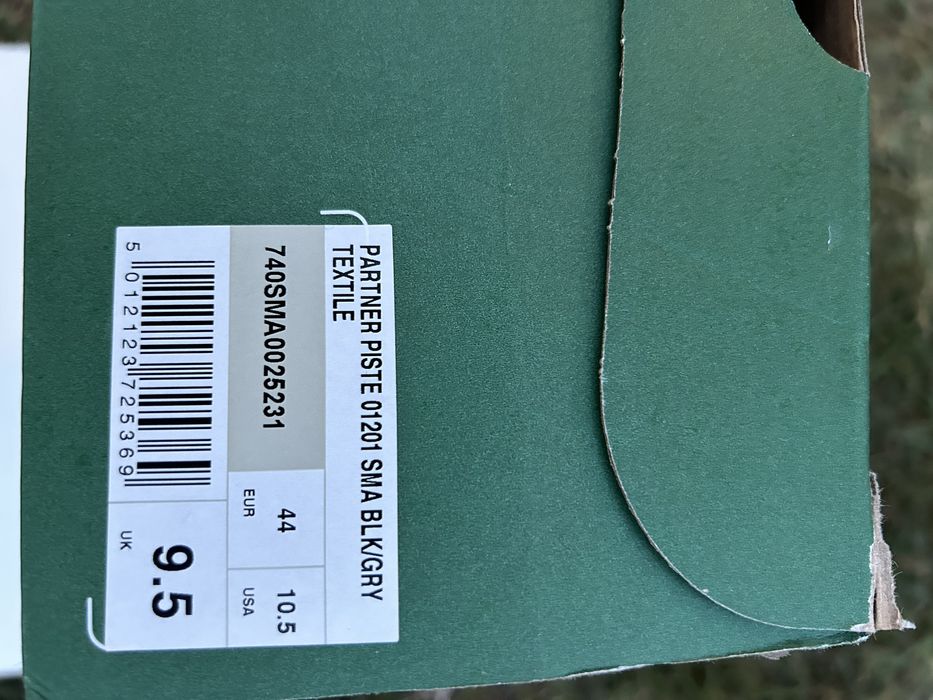 PARTNER PISTE 01201 SMA BLK/GRY
TEXTILE
740SMA0025231
44
EUR
10.5
USA
5 012123 725369
9.5
UK